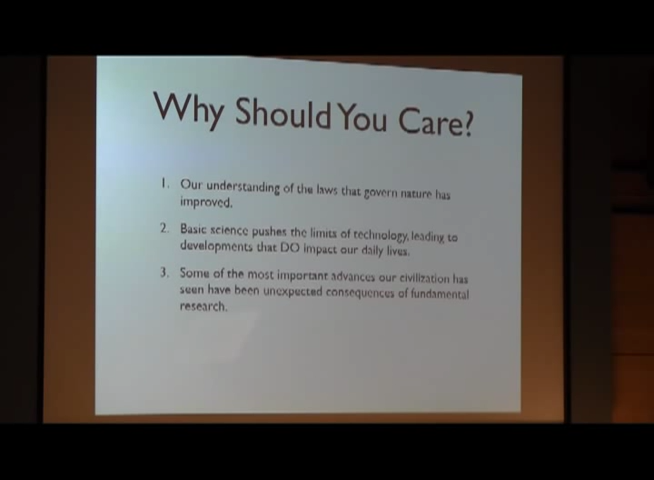 Why Should You Care?
1. Our understanding of the laws that govern nature has
improved.
2. Basic science pushes the limits of technology, leading to
developments that DO impact our daily lives.
3. Some of the most important advances our civilization has
seen have been unexpected consequences of fundamental
research.